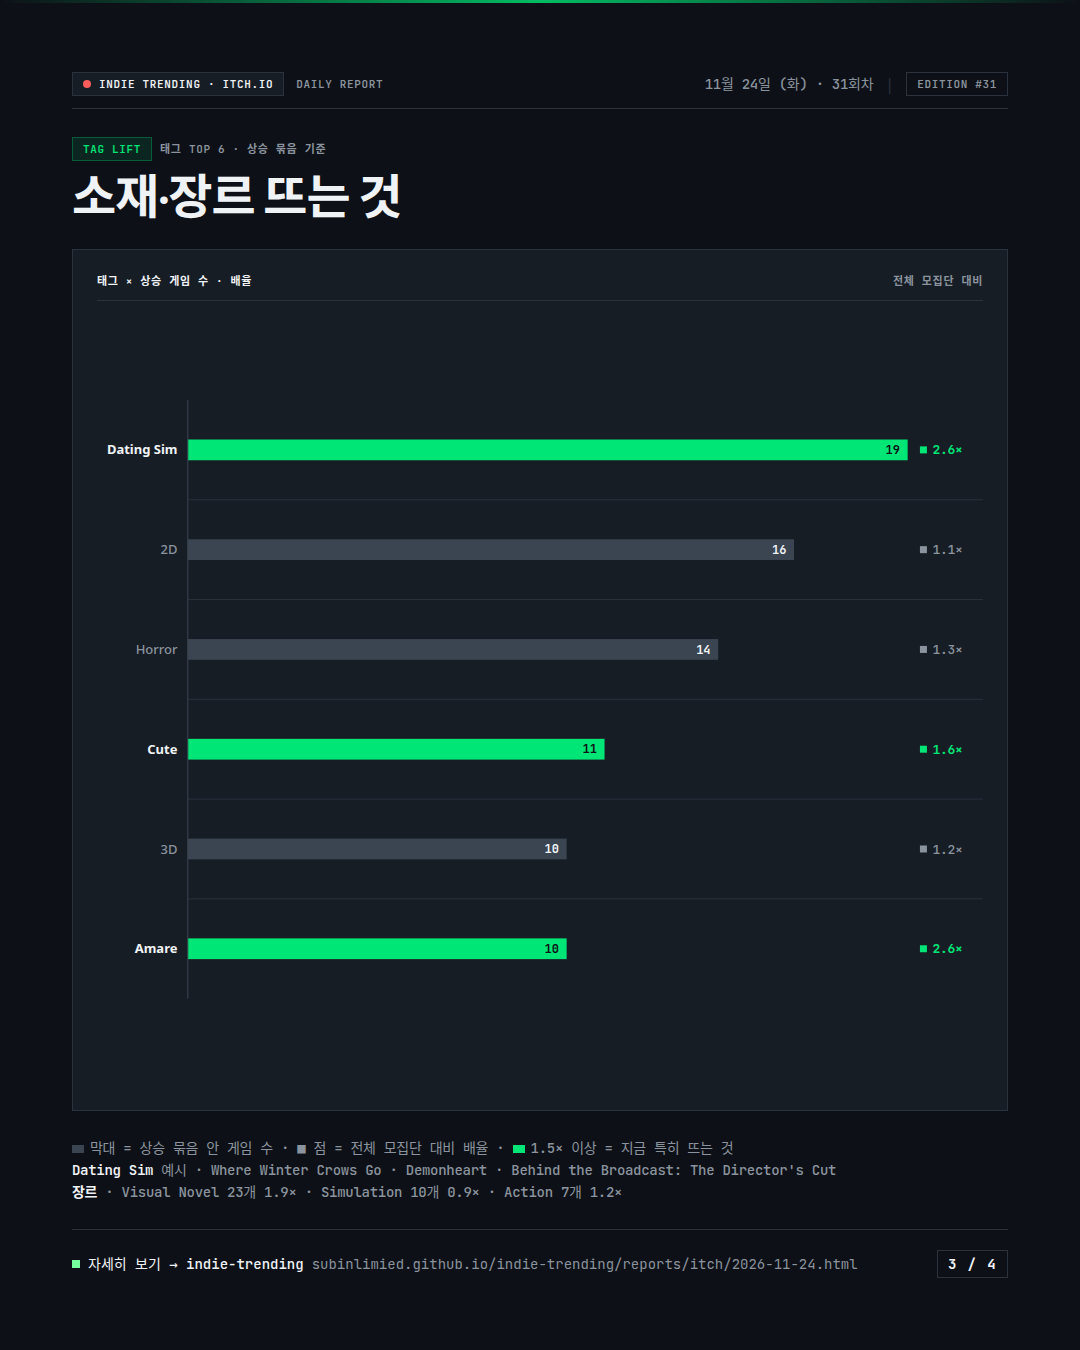 INDIE TRENDING · ITCH.IO DAILY REPORT 11월 24일 (화) · 31회차 EDITION #31
TAG LIFT 태그 TOP 6 · 상승 묶음 기준
소재·장르 뜨는 것
태그 × 상승 게임 수 · 배율 전체 모집단 대비
Dating Sim 19 2.6×
2D 16 1.1×
Horror 14 1.3×
Cute 11 1.6×
3D 10 1.2×
Amare 10 2.6×
막대 = 상승 묶음 안 게임 수 · ■ 점 = 전체 모집단 대비 배율 · 1.5× 이상 = 지금 특히 뜨는 것
Dating Sim 예시 · Where Winter Crows Go · Demonheart · Behind the Broadcast: The Director's Cut
장르 · Visual Novel 23개 1.9× · Simulation 10개 0.9× · Action 7개 1.2×
자세히 보기 → indie-trending subinlimied.github.io/indie-trending/reports/itch/2026-11-24.html 3 / 4